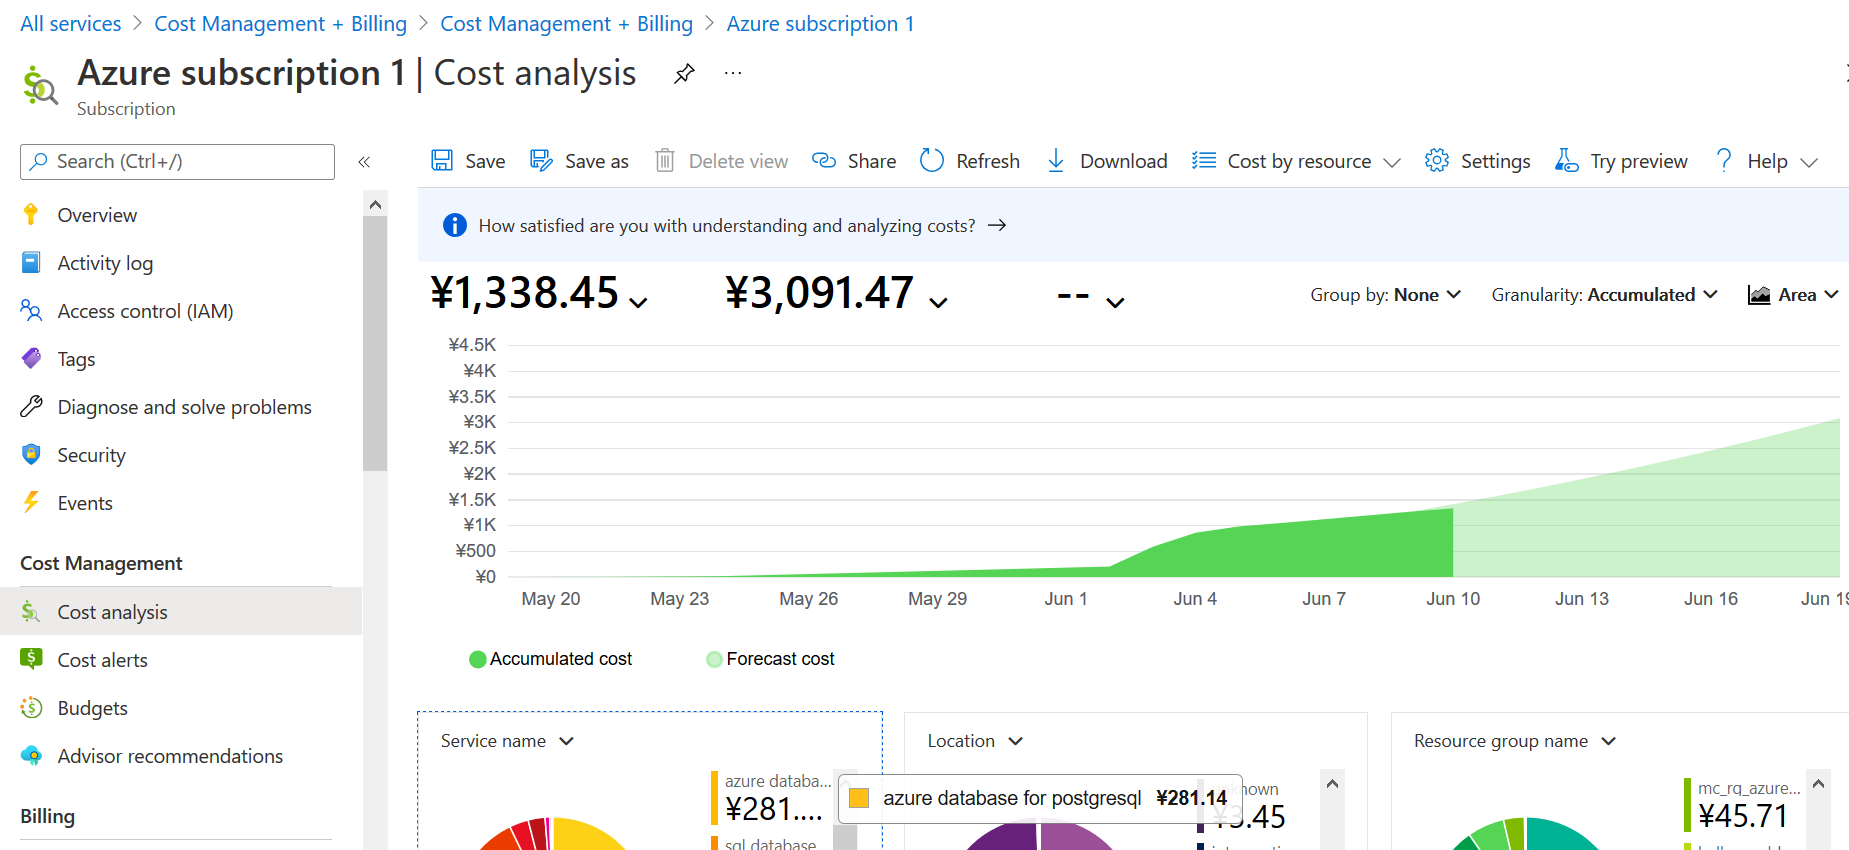 All services > Cost Management + Billing > Cost Management + Billing > Azure subscription 1
Azure subscription 1 | Cost analysis ...
Subscription
Search (Ctrl+/)
«
Overview
Activity log
Access control (IAM)
Tags
Diagnose and solve problems
Security
Events
Cost Management
Cost analysis
Cost alerts
Budgets
Advisor recommendations
Billing
Save
Save as
Delete view
Share
Refresh
Download
Cost by resource
Settings
Try preview
? Help
How satisfied are you with understanding and analyzing costs? →
¥1,338.45
¥3,091.47
--
Group by: None
Granularity: Accumulated
Area
¥4.5K
¥4K
¥3.5K
¥3K
¥2.5K
¥2K
¥1.5K
¥1K
¥500
¥0
May 20 May 23 May 26 May 29 Jun 1 Jun 4 Jun 7 Jun 10 Jun 13 Jun 16 Jun 19
Accumulated cost
Forecast cost
Service name
azure databa...
¥281....
sql database
azure database for postgresql ¥281.14
Location
¥3.45
Resource group name
mc_rq_azure...
¥45.71